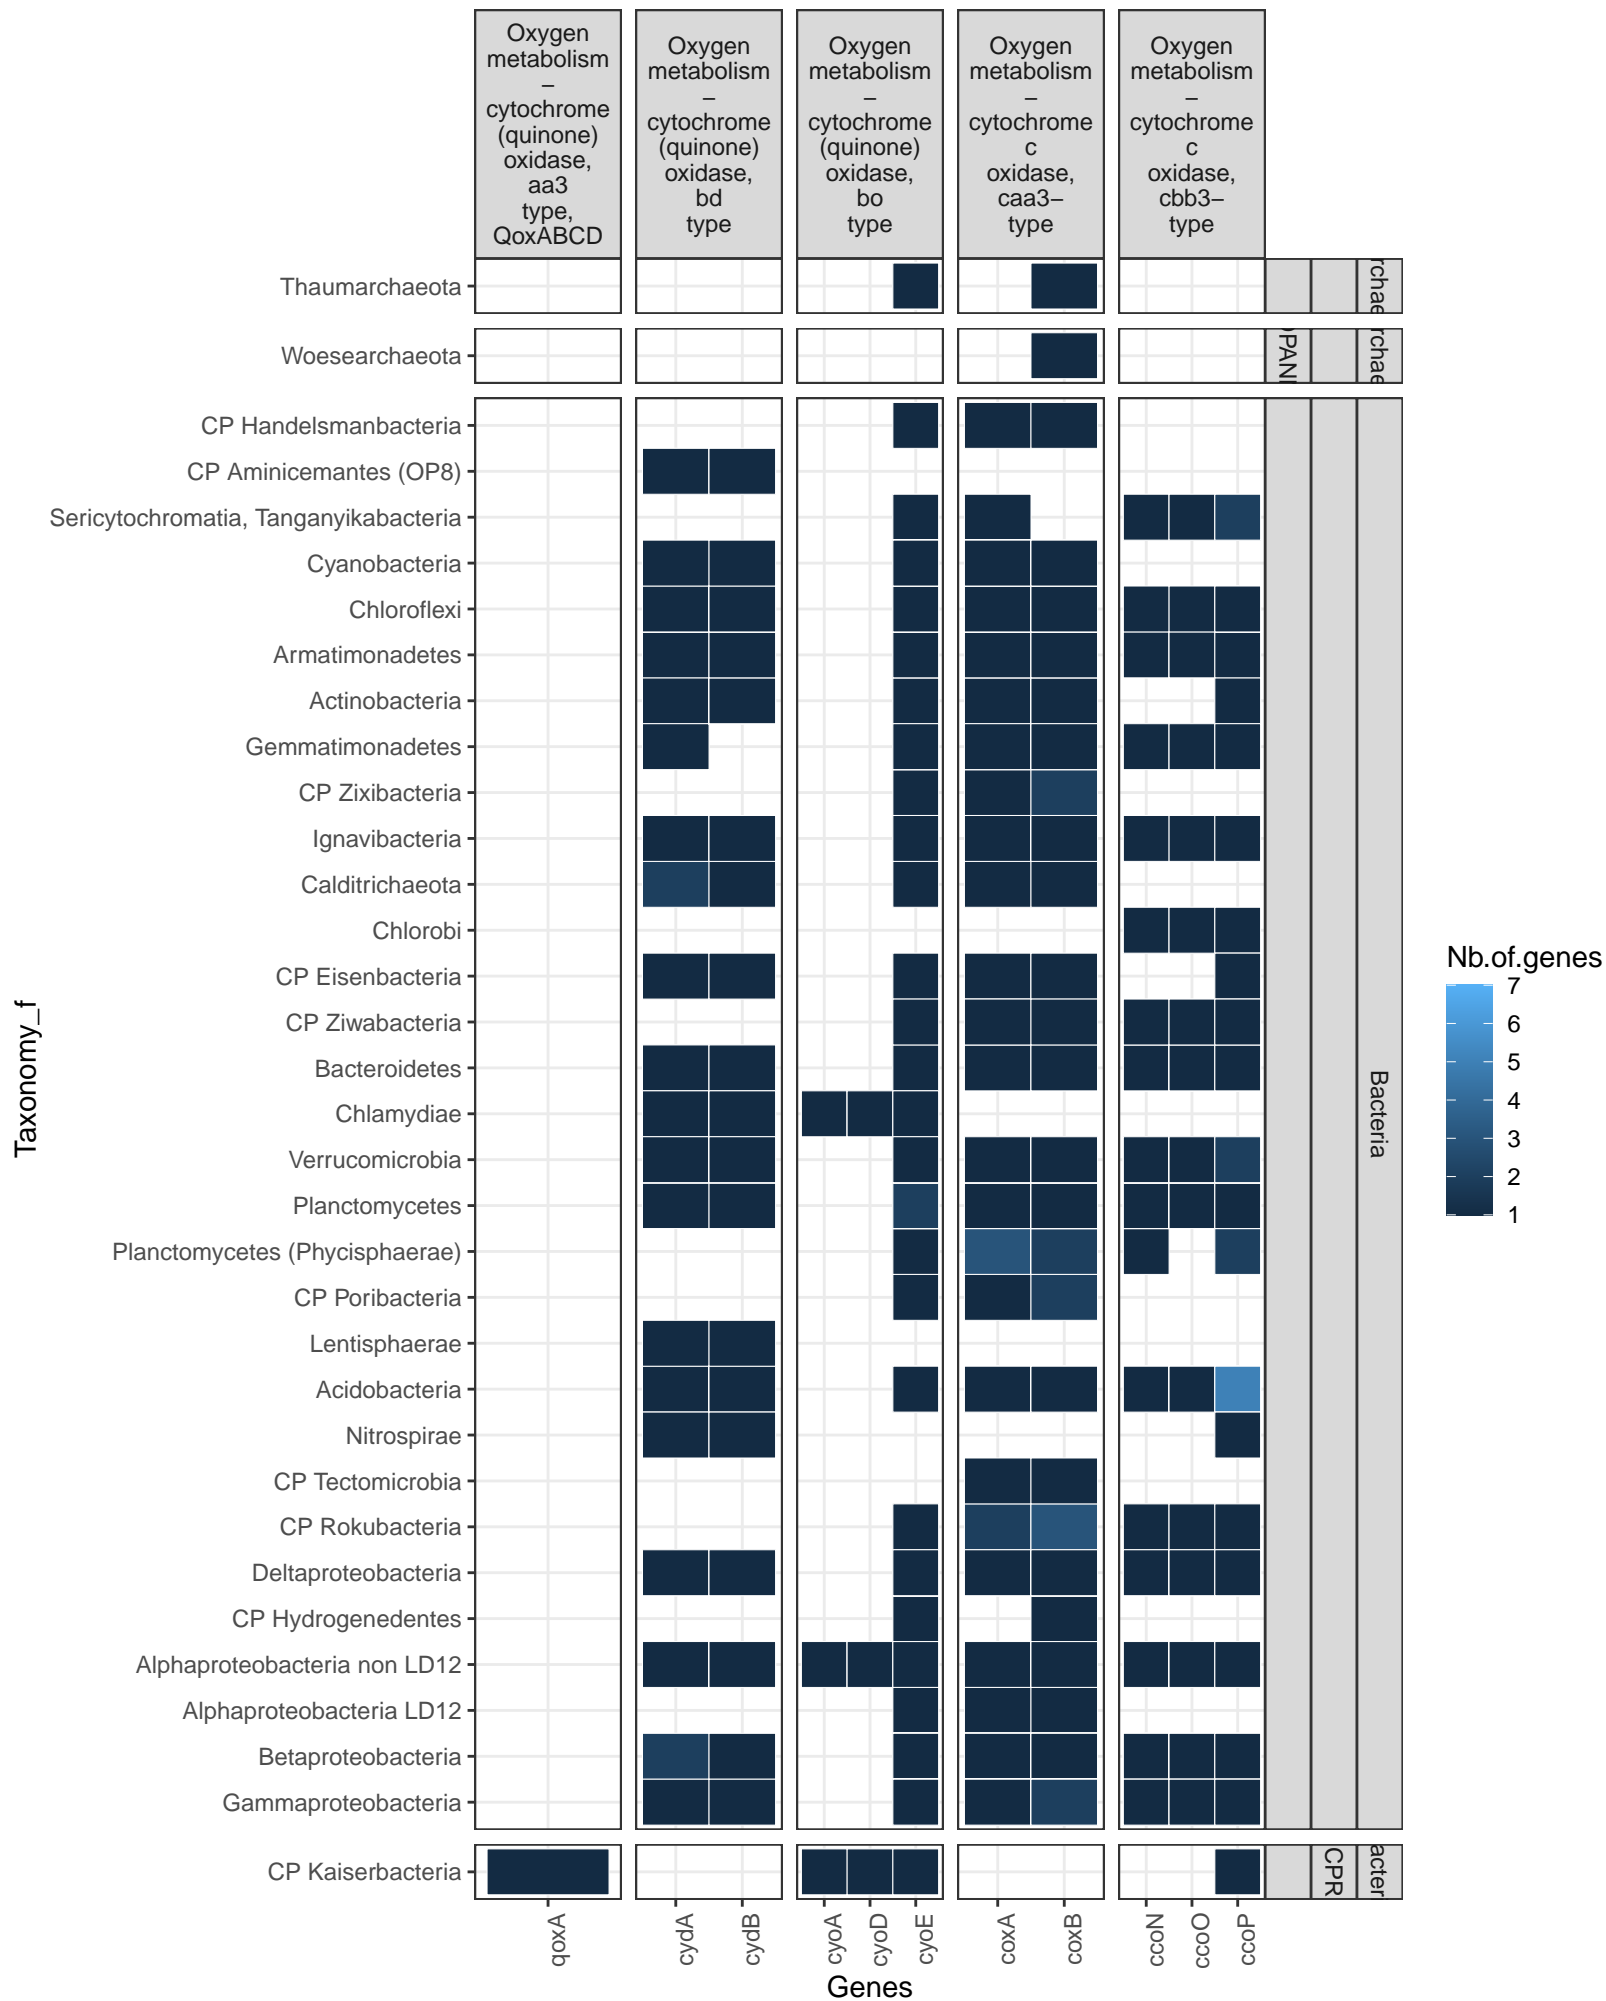 Oxygen
metabolism
–
cytochrome
(quinone)
oxidase,
aa3
type,
QoxABCD
Oxygen
metabolism
–
cytochrome
(quinone)
oxidase,
bd
type
Oxygen
metabolism
–
cytochrome
(quinone)
oxidase,
bo
type
Oxygen
metabolism
–
cytochrome
c
oxidase,
caa3−
type
Oxygen
metabolism
–
cytochrome
c
oxidase,
cbb3−
type
Thaumarchaeota
rchae
Woesearchaeota
PAN
rchae
CP Handelsmanbacteria
CP Aminicemantes (OP8)
Sericytochromatia, Tanganyikabacteria
Cyanobacteria
Chloroflexi
Armatimonadetes
Actinobacteria
Gemmatimonadetes
CP Zixibacteria
Ignavibacteria
Calditrichaeota
Chlorobi
CP Eisenbacteria
CP Ziwabacteria
Bacteroidetes
Chlamydiae
Verrucomicrobia
Planctomycetes
Planctomycetes (Phycisphaerae)
CP Poribacteria
Lentisphaerae
Acidobacteria
Nitrospirae
CP Tectomicrobia
CP Rokubacteria
Deltaproteobacteria
CP Hydrogenedentes
Alphaproteobacteria non LD12
Alphaproteobacteria LD12
Betaproteobacteria
Gammaproteobacteria
Bacteria
CP Kaiserbacteria
CPR
acter
Taxonomy_f
qoxA
cydA
cydB
cyoA
cyoD
cyoE
coxA
coxB
ccoN
ccoO
ccoP
Genes
Nb.of.genes
7
6
5
4
3
2
1